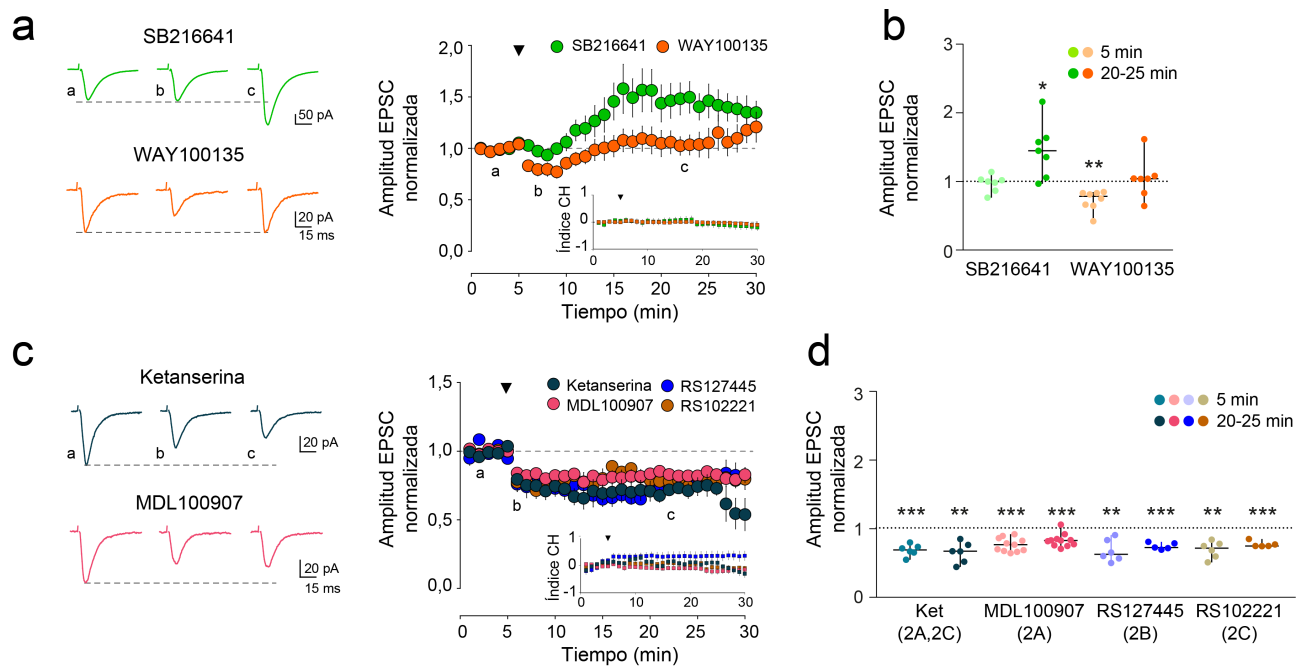 a
SB216641
a
b
c
50 pA
WAY100135
20 pA
15 ms
Amplitud EPSC
normalizada
2,0
1,5
1,0
0,5
0,0
SB216641 WAY100135
a
b
c
Índice CH
1
0
-1
0 10 20 30
0 5 10 15 20 25 30
Tiempo (min)
b
Amplitud EPSC
normalizada
3
2
1
0
5 min
20-25 min
*
**
SB216641 WAY100135
c
Ketanserina
a
b
c
20 pA
MDL100907
20 pA
15 ms
Amplitud EPSC
normalizada
1,5
1,0
0,5
0,0
Ketanserina RS127445
MDL100907 RS102221
a
b
c
Índice CH
1
0
-1
0 10 20 30
0 5 10 15 20 25 30
Tiempo (min)
d
Amplitud EPSC
normalizada
3
2
1
0
5 min
20-25 min
*** ** *** *** ** *** ** ***
Ket MDL100907 RS127445 RS102221
(2A,2C) (2A) (2B) (2C)